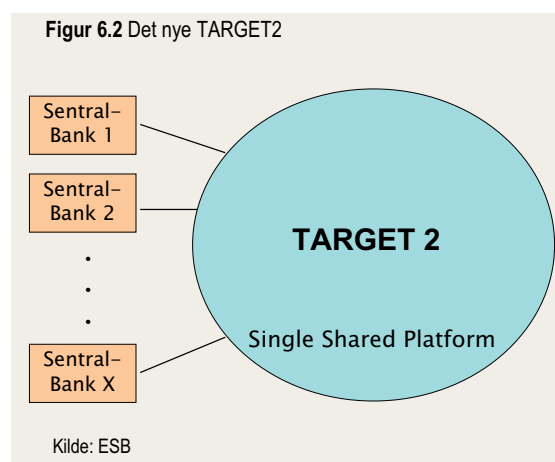 Figur 6.2 Det nye TARGET2
Sentral-
Bank 1
Sentral-
Bank 2
.
.
.
Sentral-
Bank X
TARGET 2
Single Shared Platform
Kilde: ESB